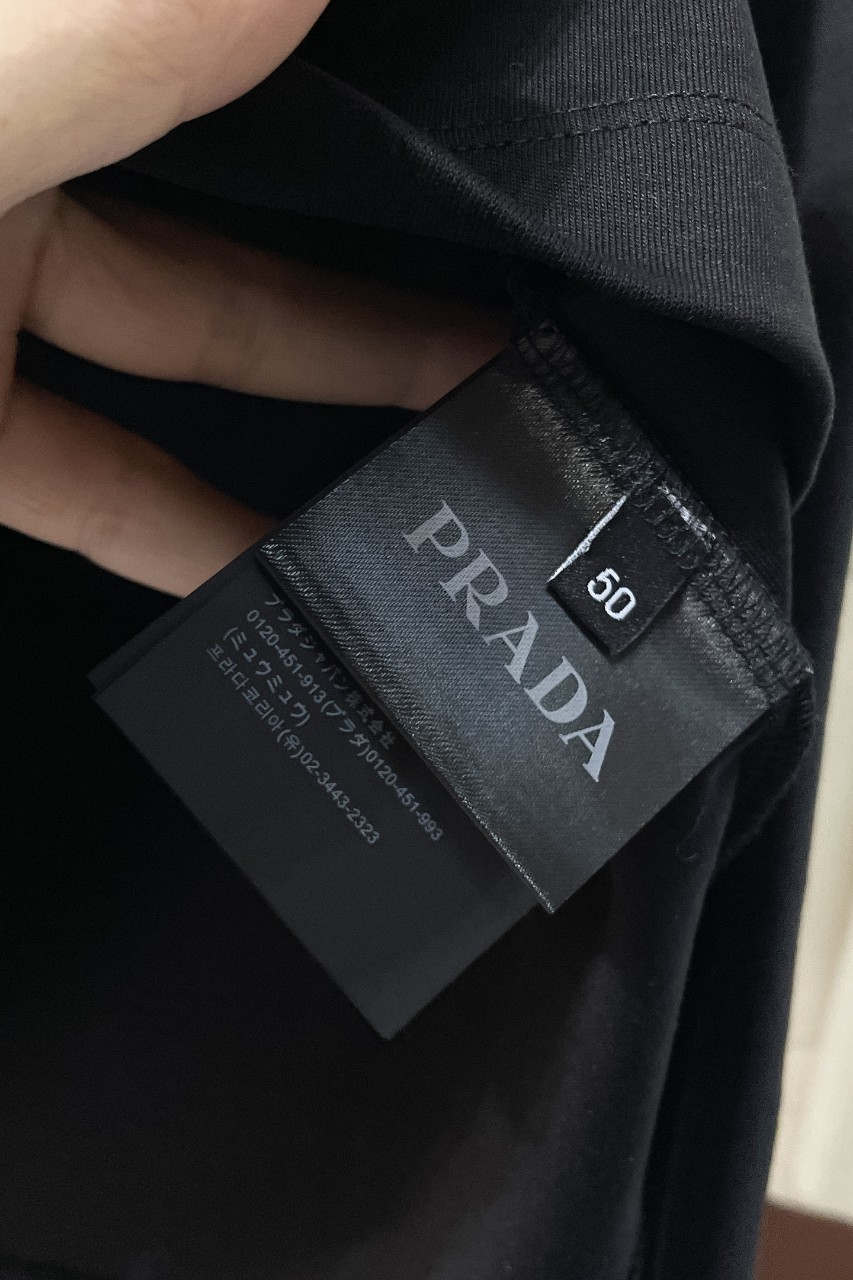 PRADA
50
プラダジャパン株式会社
0120-451-913(プラダ)0120-451-993
(ミュウミュウ)
프라다코리아(유)02-3443-2323